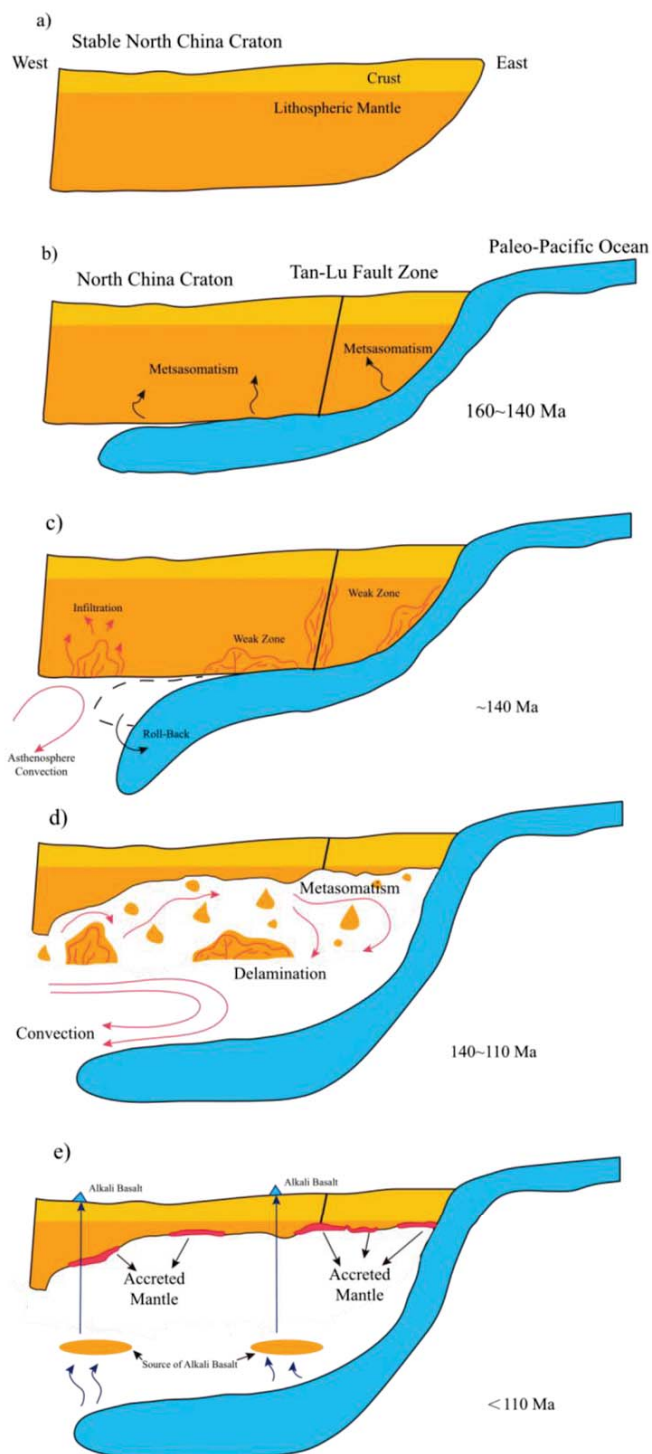 a)
Stable North China Craton
West
East
Crust
Lithospheric Mantle
b)
Paleo-Pacific Ocean
North China Craton
Tan-Lu Fault Zone
Metsasomatism
Metsasomatism
160~140 Ma
c)
Infiltration
Weak Zone
Weak Zone
Roll-Back
~140 Ma
Asthenosphere
Convection
d)
Metasomatism
Delamination
Convection
140~110 Ma
e)
Alkali Basalt
Alkali Basalt
Accreted
Mantle
Accreted
Mantle
Source of Alkali Basalt
<110 Ma